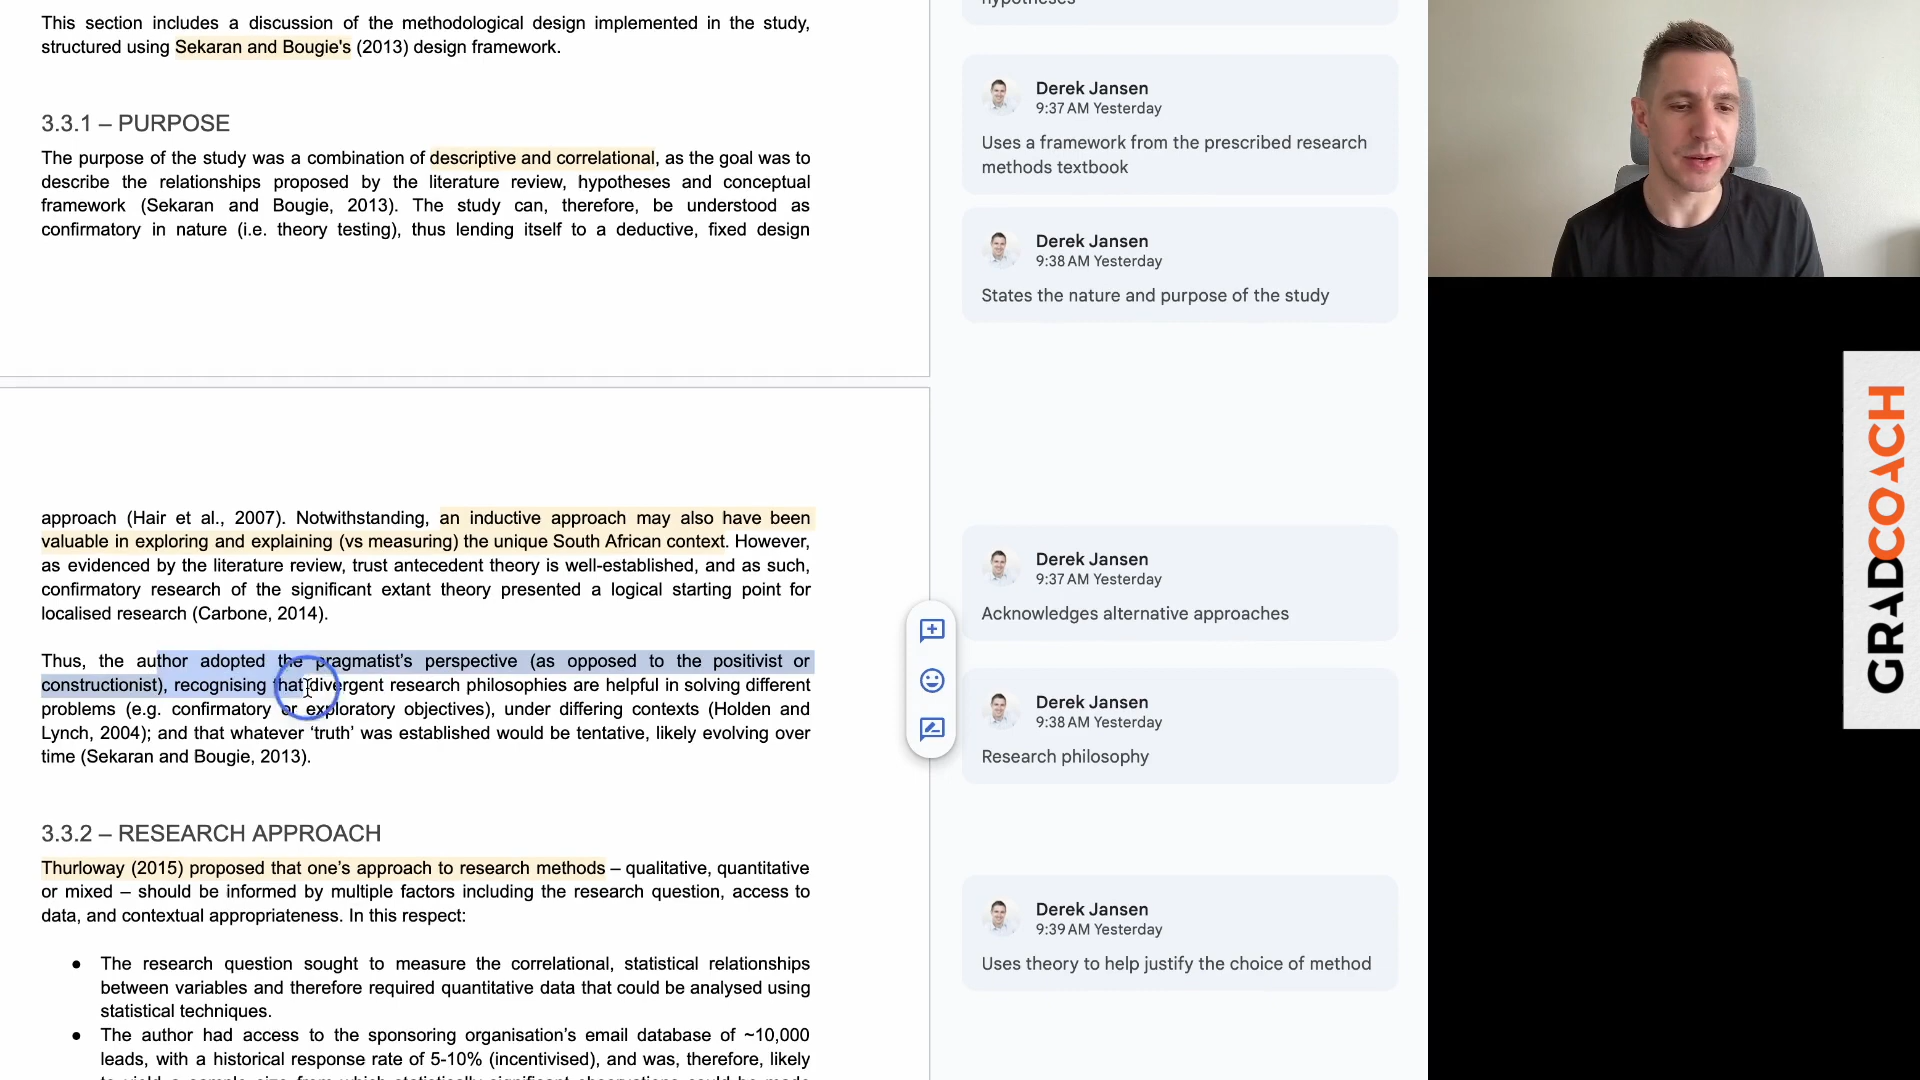 This section includes a discussion of the methodological design implemented in the study,
structured using Sekaran and Bougie's (2013) design framework.
3.3.1 – PURPOSE
The purpose of the study was a combination of descriptive and correlational, as the goal was to
describe the relationships proposed by the literature review, hypotheses and conceptual
framework (Sekaran and Bougie, 2013). The study can, therefore, be understood as
confirmatory in nature (i.e. theory testing), thus lending itself to a deductive, fixed design
approach (Hair et al., 2007). Notwithstanding, an inductive approach may also have been
valuable in exploring and explaining (vs measuring) the unique South African context. However,
as evidenced by the literature review, trust antecedent theory is well-established, and as such,
confirmatory research of the significant extant theory presented a logical starting point for
localised research (Carbone, 2014).
Thus, the author adopted the pragmatist’s perspective (as opposed to the positivist or
constructionist), recognising that divergent research philosophies are helpful in solving different
problems (e.g. confirmatory or exploratory objectives), under differing contexts (Holden and
Lynch, 2004); and that whatever ‘truth’ was established would be tentative, likely evolving over
time (Sekaran and Bougie, 2013).
3.3.2 – RESEARCH APPROACH
Thurloway (2015) proposed that one’s approach to research methods – qualitative, quantitative
or mixed – should be informed by multiple factors including the research question, access to
data, and contextual appropriateness. In this respect:
● The research question sought to measure the correlational, statistical relationships
between variables and therefore required quantitative data that could be analysed using
statistical techniques.
● The author had access to the sponsoring organisation’s email database of ~10,000
leads, with a historical response rate of 5-10% (incentivised), and was, therefore, likely
to yield a sample size from which statistically significant observations could be made
hypotheses
Derek Jansen
9:37 AM Yesterday
Uses a framework from the prescribed research
methods textbook
Derek Jansen
9:38 AM Yesterday
States the nature and purpose of the study
Derek Jansen
9:37 AM Yesterday
Acknowledges alternative approaches
Derek Jansen
9:38 AM Yesterday
Research philosophy
Derek Jansen
9:39 AM Yesterday
Uses theory to help justify the choice of method
GRADCOACH